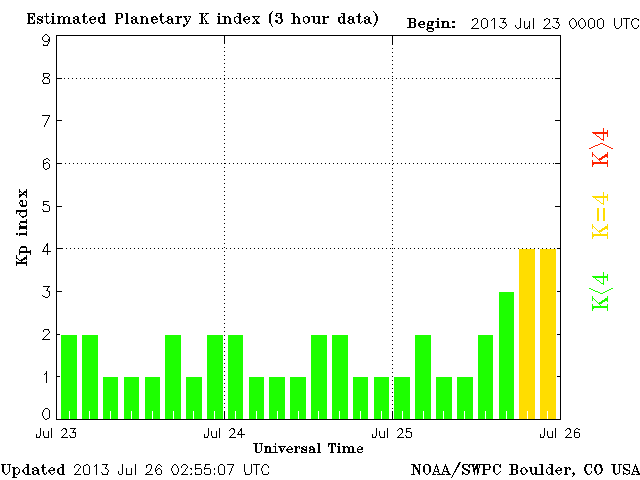 Estimated Planetary K index (3 hour data) Begin: 2013 Jul 23 0000 UTC
9
8
7
6
5
4
3
2
1
0
Kp index
K>4
K=4
K<4
Jul 23 Jul 24 Jul 25 Jul 26
Universal Time
Updated 2013 Jul 26 02:55:07 UTC NOAA/SWPC Boulder, CO USA